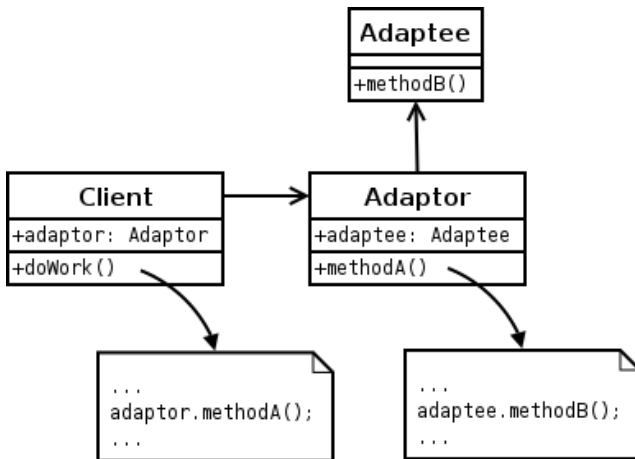 Adaptee
+methodB()
Client
+adaptor: Adaptor
+doWork()
Adaptor
+adaptee: Adaptee
+methodA()
...
adaptor.methodA();
...
...
adaptee.methodB();
...